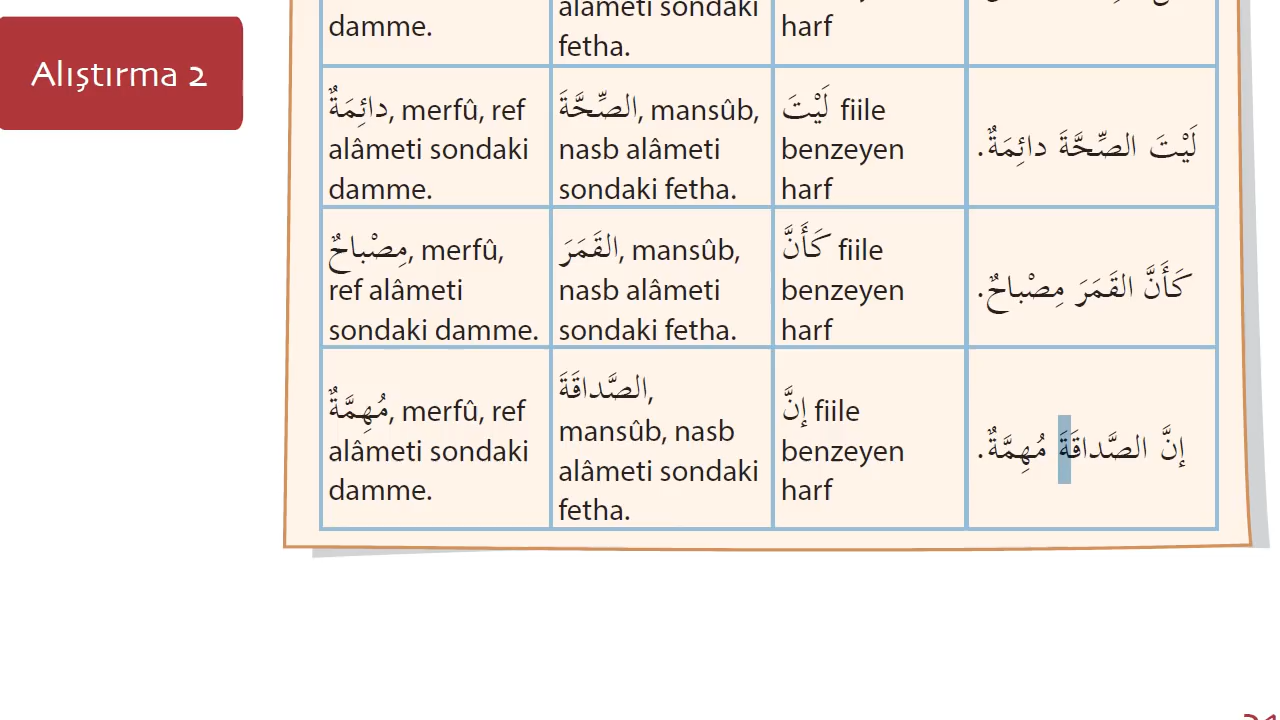 Alıştırma 2
damme.
alâmeti sondaki
fetha.
harf
دائِمَةٌ, merfû, ref
alâmeti sondaki
damme.
الصِّحَّةَ, mansûb,
nasb alâmeti
sondaki fetha.
لَيْتَ fiile
benzeyen
harf
لَيْتَ الصِّحَّةَ دائِمَةٌ.
مِصْباحٌ, merfû,
ref alâmeti
sondaki damme.
القَمَرَ, mansûb,
nasb alâmeti
sondaki fetha.
كَأَنَّ fiile
benzeyen
harf
كَأَنَّ القَمَرَ مِصْباحٌ.
مُهِمَّةٌ, merfû, ref
alâmeti sondaki
damme.
الصَّداقَةَ,
mansûb, nasb
alâmeti sondaki
fetha.
إنَّ fiile
benzeyen
harf
إنَّ الصَّداقَةَ مُهِمَّةٌ.